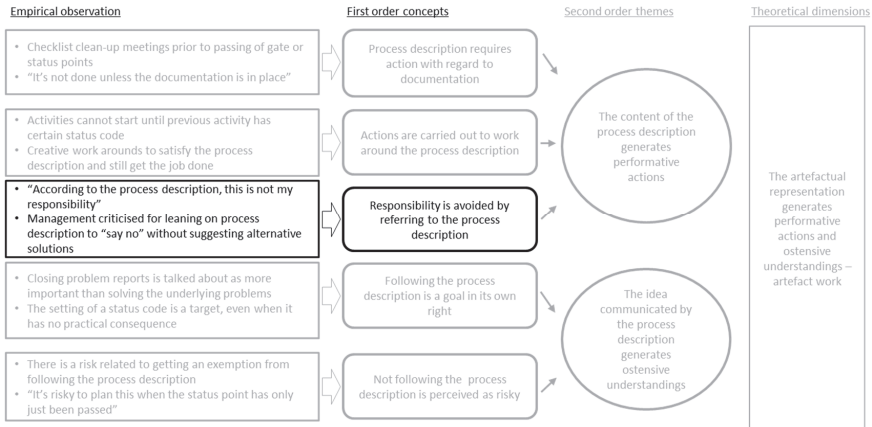 Empirical observation
First order concepts
Second order themes
Theoretical dimensions
• Checklist clean-up meetings prior to passing of gate or
status points
• “It’s not done unless the documentation is in place”
Process description requires
action with regard to
documentation
• Activities cannot start until previous activity has
certain status code
• Creative work arounds to satisfy the process
description and still get the job done
Actions are carried out to work
around the process description
• “According to the process description, this is not my
responsibility”
• Management criticised for leaning on process
description to “say no” without suggesting alternative
solutions
Responsibility is avoided by
referring to the process
description
• Closing problem reports is talked about as more
important than solving the underlying problems
• The setting of a status code is a target, even when it
has no practical consequence
Following the process
description is a goal in its own
right
• There is a risk related to getting an exemption from
following the process description
• “It’s risky to plan this when the status point has only
just been passed”
Not following the process
description is perceived as risky
The content of the
process description
generates
performative
actions
The idea
communicated by
the process
description
generates
ostensive
understandings
The artefactual
representation
generates
performative
actions and
ostensive
understandings –
artefact work